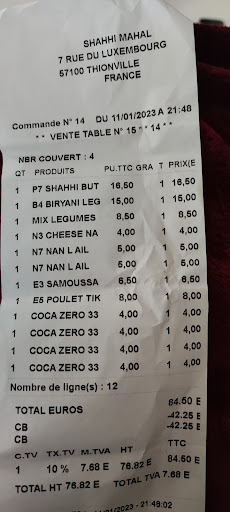 SHAHHI MAHAL
7 RUE DU LUXEMBOURG
57100 THIONVILLE
FRANCE
Commande N° 14 DU 11/01/2023 A 21:48
** VENTE TABLE N° 15 ** 14 **
NBR COUVERT : 4
QT PRODUITS PU.TTC GRA T PRIX(E
1 P7 SHAHHI BUT 16,50 1 16,50
1 B4 BIRYANI LEG 15,00 1 15,00
1 MIX LEGUMES 8,50 1 8,50
1 N3 CHEESE NA 4,00 1 4,00
1 N7 NAN L AIL 5,00 1 5,00
1 N7 NAN L AIL 5,00 1 5,00
1 E3 SAMOUSSA 6,50 1 6,50
1 E5 POULET TIK 8,00 1 8,00
1 COCA ZERO 33 4,00 1 4,00
1 COCA ZERO 33 4,00 1 4,00
1 COCA ZERO 33 4,00 1 4,00
1 COCA ZERO 33 4,00 1 4,00
Nombre de ligne(s) : 12
TOTAL EUROS 84.50 E
CB -42.25 E
CB -42.25 E
C.TV TX.TV M.TVA HT TTC
1 10 % 7.68 E 76.82 E 84.50 E
TOTAL HT 76.82 E TOTAL TVA 7.68 E
/01/2023 - 21:49:02